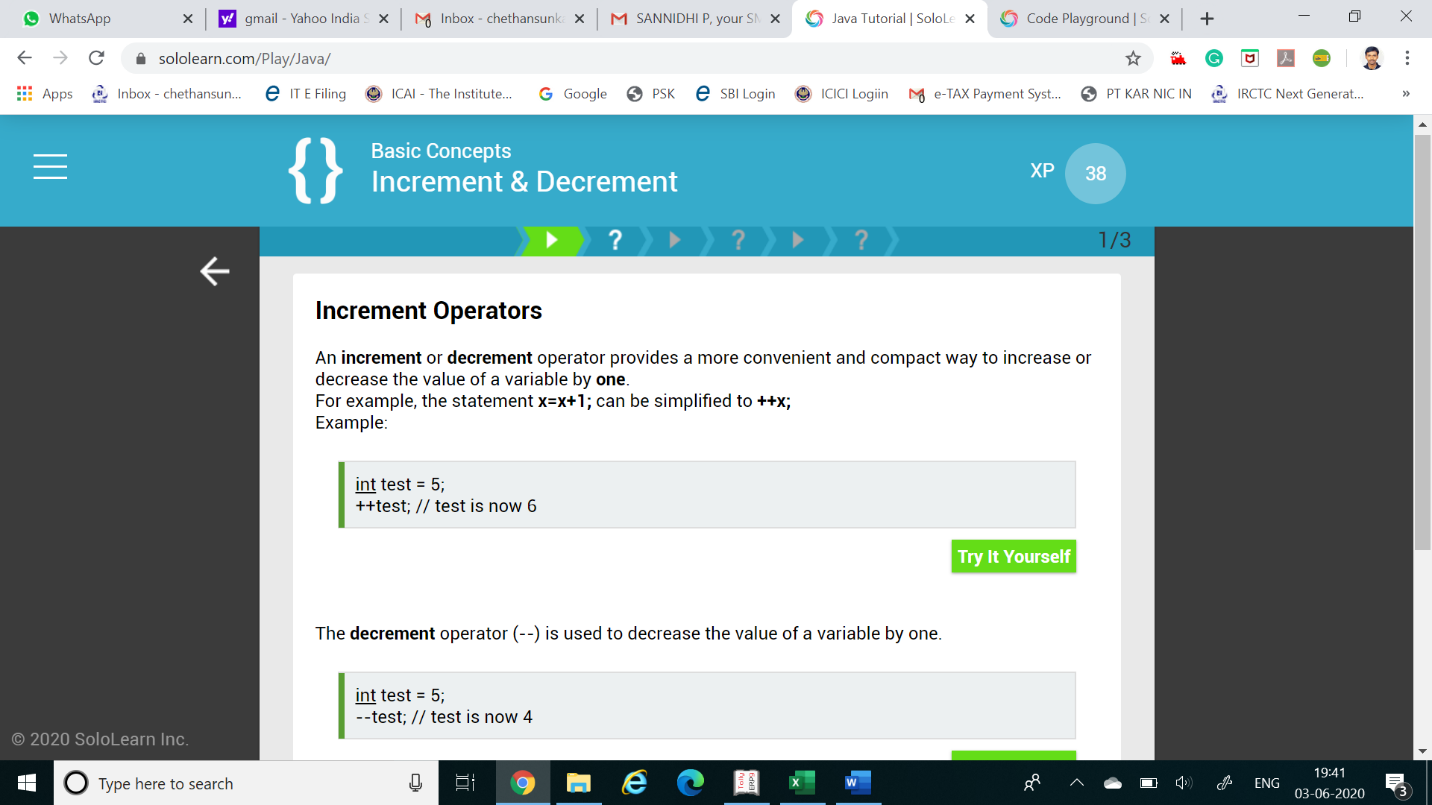 WhatsApp
gmail - Yahoo India S
Inbox - chethansunka
SANNIDHI P, your SM
Java Tutorial | SoloLe
Code Playground | So
sololearn.com/Play/Java/
Apps
Inbox - chethansun...
IT E Filing
ICAI - The Institute...
Google
PSK
SBI Login
ICICI Logiin
e-TAX Payment Syst...
PT KAR NIC IN
IRCTC Next Generat...
»
Basic Concepts
Increment & Decrement
XP 38
? ? ?
1/3
Increment Operators
An increment or decrement operator provides a more convenient and compact way to increase or
decrease the value of a variable by one.
For example, the statement x=x+1; can be simplified to ++x;
Example:
int test = 5;
++test; // test is now 6
Try It Yourself
The decrement operator (--) is used to decrease the value of a variable by one.
int test = 5;
--test; // test is now 4
© 2020 SoloLearn Inc.
Type here to search
ENG
19:41
03-06-2020
3